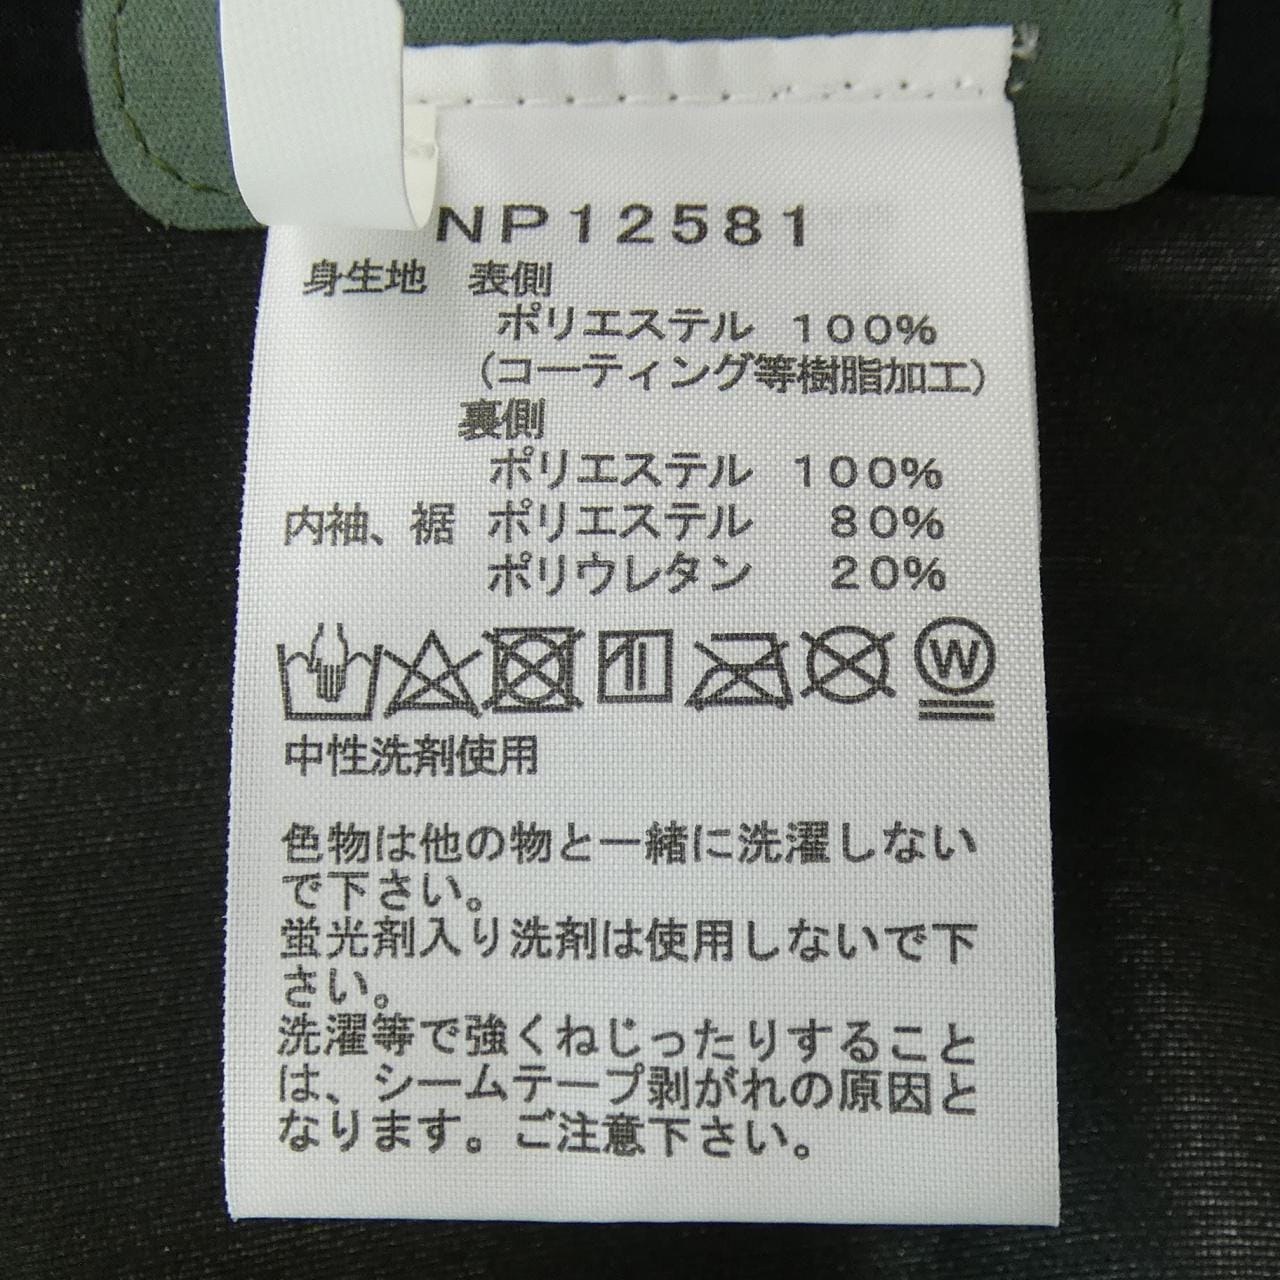 NP12581
身生地 表側
ポリエステル 100%
(コーティング等樹脂加工)
裏側
ポリエステル 100%
内袖、裾 ポリエステル 80%
ポリウレタン 20%
W
中性洗剤使用
色物は他の物と一緒に洗濯しない
で下さい。
蛍光剤入り洗剤は使用しないで下
さい。
洗濯等で強くねじったりすること
は、シームテープ剥がれの原因と
なります。ご注意下さい。